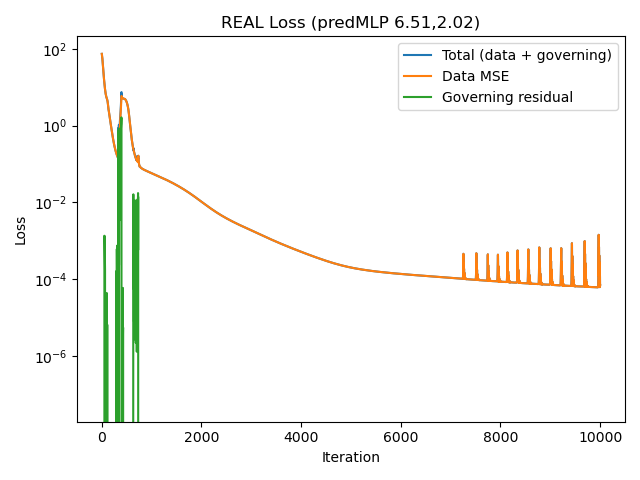 REAL Loss (predMLP 6.51,2.02)
Total (data + governing)
Data MSE
Governing residual
Loss
10²
10⁰
10⁻²
10⁻⁴
10⁻⁶
0 2000 4000 6000 8000 10000
Iteration